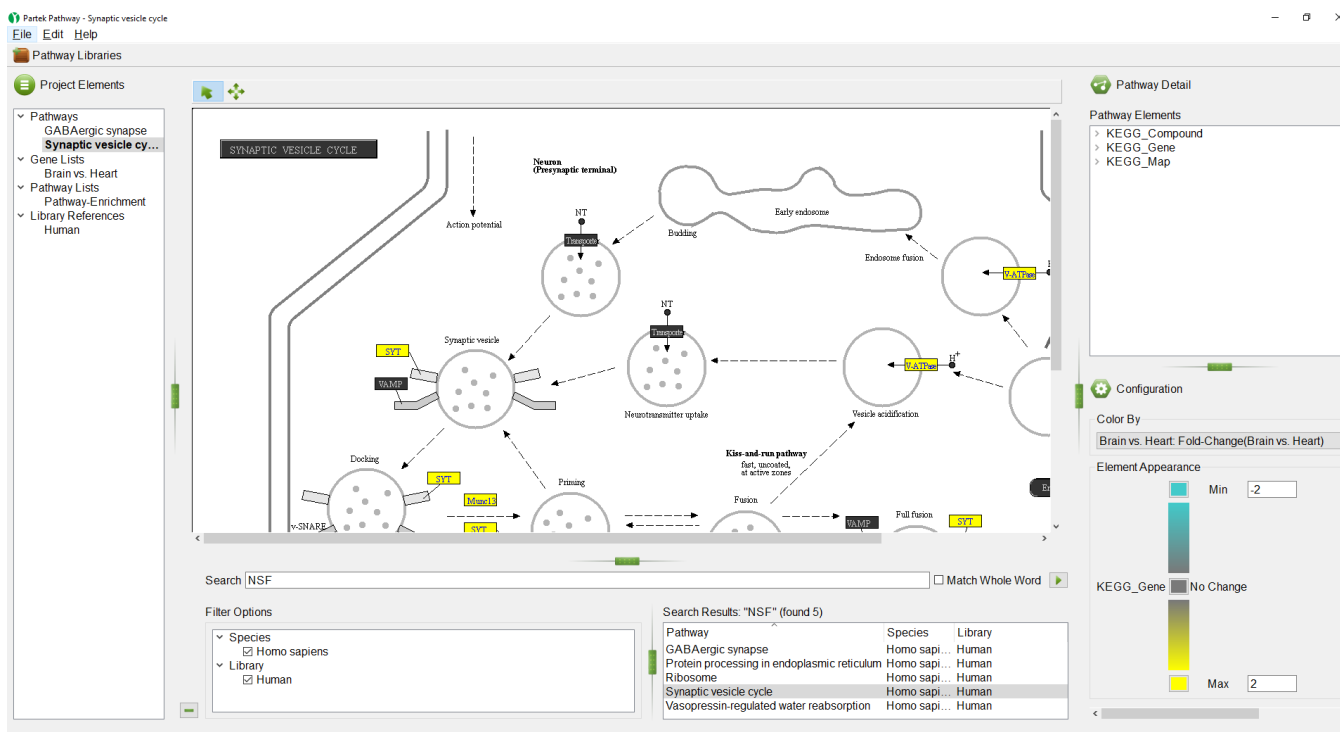 Partek Pathway - Synaptic vesicle cycle
File Edit Help
Pathway Libraries
Project Elements
Pathways
GABAergic synapse
Synaptic vesicle cy...
Gene Lists
Brain vs. Heart
Pathway Lists
Pathway-Enrichment
Library References
Human
SYNAPTIC VESICLE CYCLE
Neuron
(Presynaptic terminal)
Action potential
NT
Transporte
Budding
Early endosome
Endosome fusion
V-ATPase
H
NT
Transporte
Synaptic vesicle
SYT
VAMP
Neurotransmitter uptake
V-ATPase
H+
Vesicle acidification
Kiss-and-run pathway
fast, uncoated,
at active zones
Docking
SYT
Munc13
SYT
v-SNARE
Priming
Fusion
VAMP
Full fusion
SYT
En
Search NSF
Match Whole Word
Filter Options
Species
Homo sapiens
Library
Human
Search Results: "NSF" (found 5)
Pathway Species Library
GABAergic synapse Homo sapi... Human
Protein processing in endoplasmic reticulum Homo sapi... Human
Ribosome Homo sapi... Human
Synaptic vesicle cycle Homo sapi... Human
Vasopressin-regulated water reabsorption Homo sapi... Human
Pathway Detail
Pathway Elements
KEGG_Compound
KEGG_Gene
KEGG_Map
Configuration
Color By
Brain vs. Heart: Fold-Change(Brain vs. Heart)
Element Appearance
Min -2
KEGG_Gene No Change
Max 2